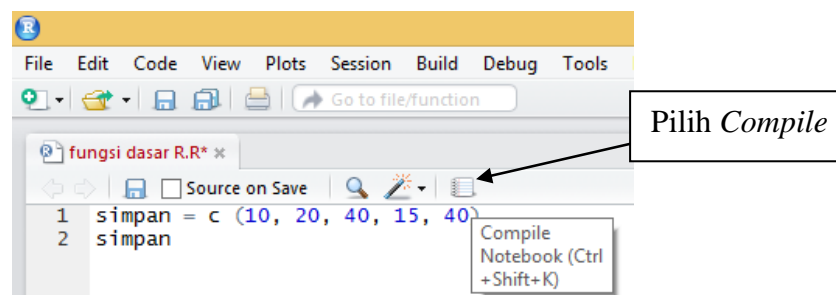 R
File Edit Code View Plots Session Build Debug Tools
Go to file/function
Pilih Compile
fungsi dasar R.R*
Source on Save
1 simpan = c (10, 20, 40, 15, 40)
2 simpan
Compile
Notebook (Ctrl
+Shift+K)